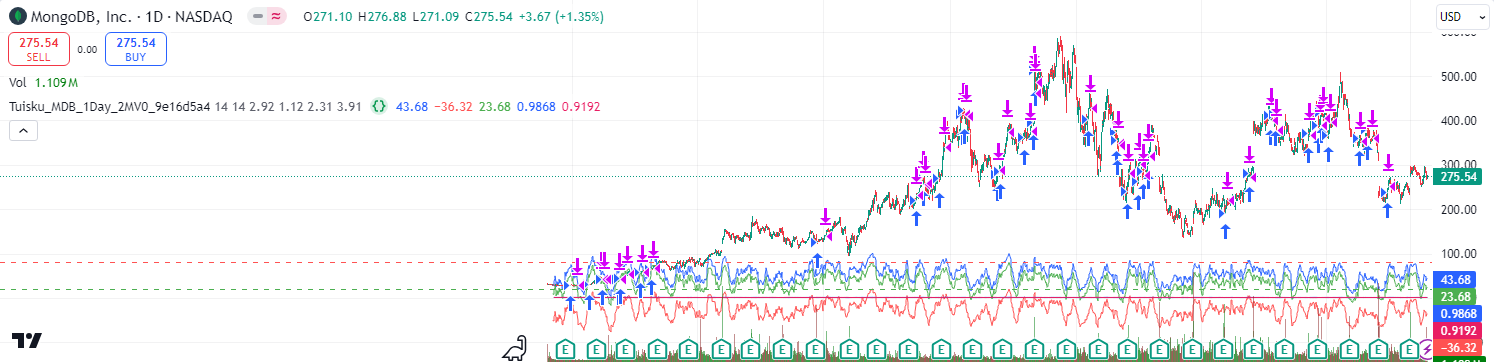 MongoDB, Inc. · 1D · NASDAQ O271.10 H276.88 L271.09 C275.54 +3.67 (+1.35%)
USD
275.54 0.00 275.54
SELL BUY
Vol 1.109M
Tuisku_MDB_1Day_2MV0_9e16d5a4 14 14 2.92 1.12 2.31 3.91 43.68 −36.32 23.68 0.9868 0.9192
500.00
400.00
300.00
275.54
200.00
100.00
43.68
23.68
0.9868
0.9192
−36.32
E E E E E E E E E E E E E E E E E E E E E E E E E E E E